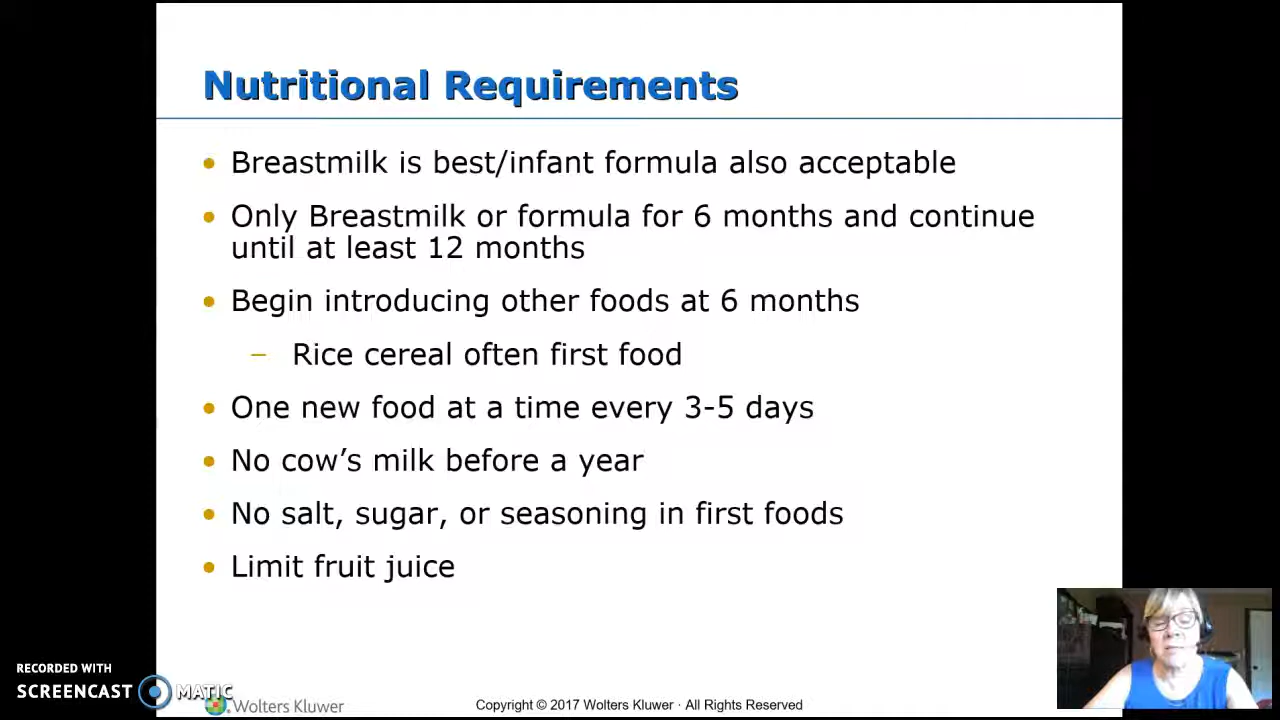 Nutritional Requirements
• Breastmilk is best/infant formula also acceptable
• Only Breastmilk or formula for 6 months and continue
until at least 12 months
• Begin introducing other foods at 6 months
– Rice cereal often first food
• One new food at a time every 3-5 days
• No cow’s milk before a year
• No salt, sugar, or seasoning in first foods
• Limit fruit juice
RECORDED WITH
SCREENCAST MATIC
Wolters Kluwer
Copyright © 2017 Wolters Kluwer · All Rights Reserved